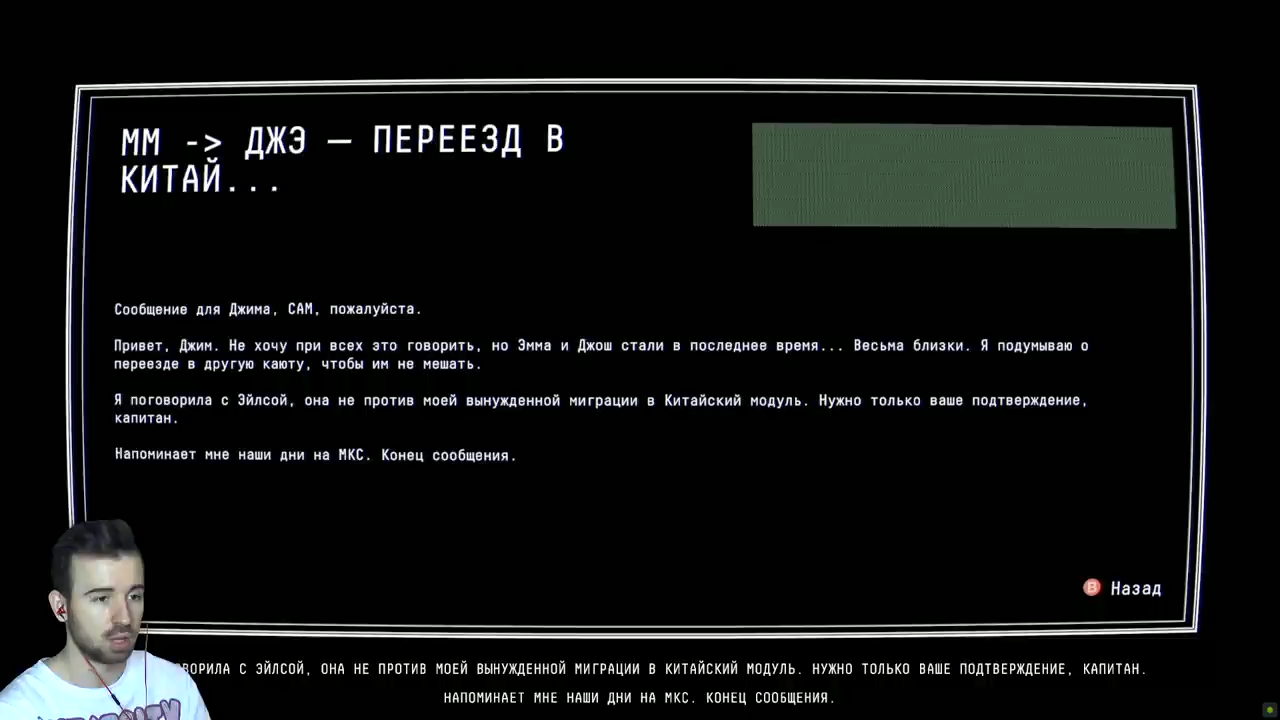 ММ -> ДЖЭ — ПЕРЕЕЗД В
КИТАЙ...
Сообщение для Джима, САМ, пожалуйста.
Привет, Джим. Не хочу при всех это говорить, но Эмма и Джош стали в последнее время... Весьма близки. Я подумываю о
переезде в другую каюту, чтобы им не мешать.
Я поговорила с Эйлсой, она не против моей вынужденной миграции в Китайский модуль. Нужно только ваше подтверждение,
капитан.
Напоминает мне наши дни на МКС. Конец сообщения.
B Назад
ВОРИЛА С ЭЙЛСОЙ, ОНА НЕ ПРОТИВ МОЕЙ ВЫНУЖДЕННОЙ МИГРАЦИИ В КИТАЙСКИЙ МОДУЛЬ. НУЖНО ТОЛЬКО ВАШЕ ПОДТВЕРЖДЕНИЕ, КАПИТАН.
НАПОМИНАЕТ МНЕ НАШИ ДНИ НА МКС. КОНЕЦ СООБЩЕНИЯ.